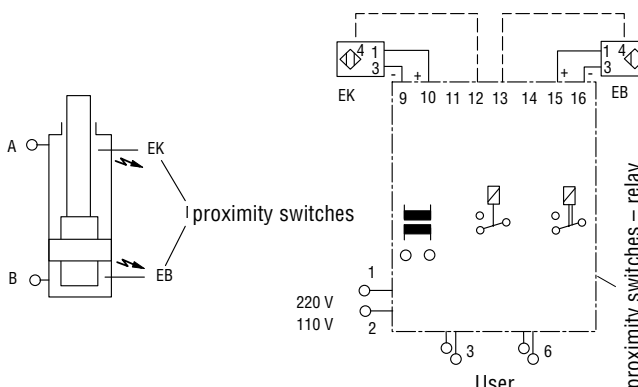 4 1
3
- +
EK
9 10 11 12 13 14 15 16
1 4
3
+ -
EB
A
EK
proximity switches
B
EB
1
220 V
110 V
2
3 6
User
proximity switches – relay